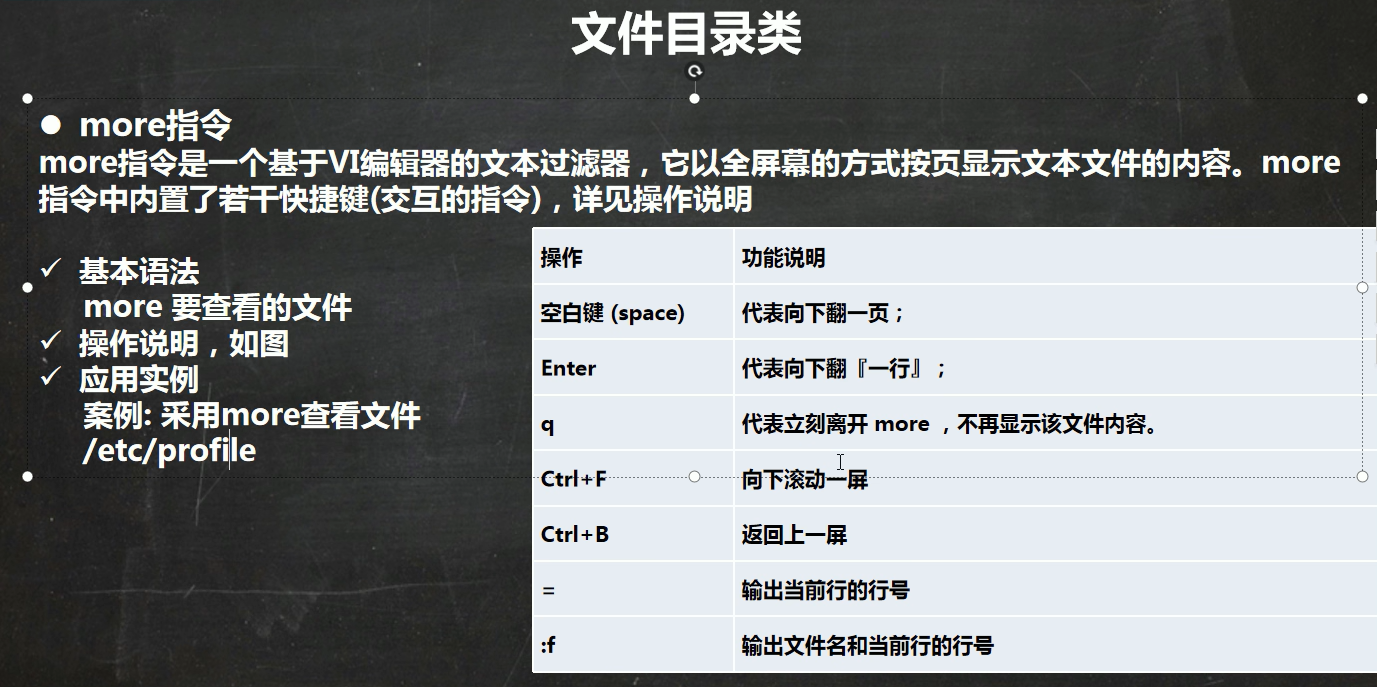 文件目录类
more指令
more指令是一个基于VI编辑器的文本过滤器，它以全屏幕的方式按页显示文本文件的内容。more
指令中内置了若干快捷键(交互的指令)，详见操作说明
基本语法
more 要查看的文件
操作说明，如图
应用实例
案例: 采用more查看文件
/etc/profile
操作 功能说明
空白键 (space) 代表向下翻一页；
Enter 代表向下翻『一行』；
q 代表立刻离开 more ，不再显示该文件内容。
Ctrl+F 向下滚动一屏
Ctrl+B 返回上一屏
= 输出当前行的行号
:f 输出文件名和当前行的行号